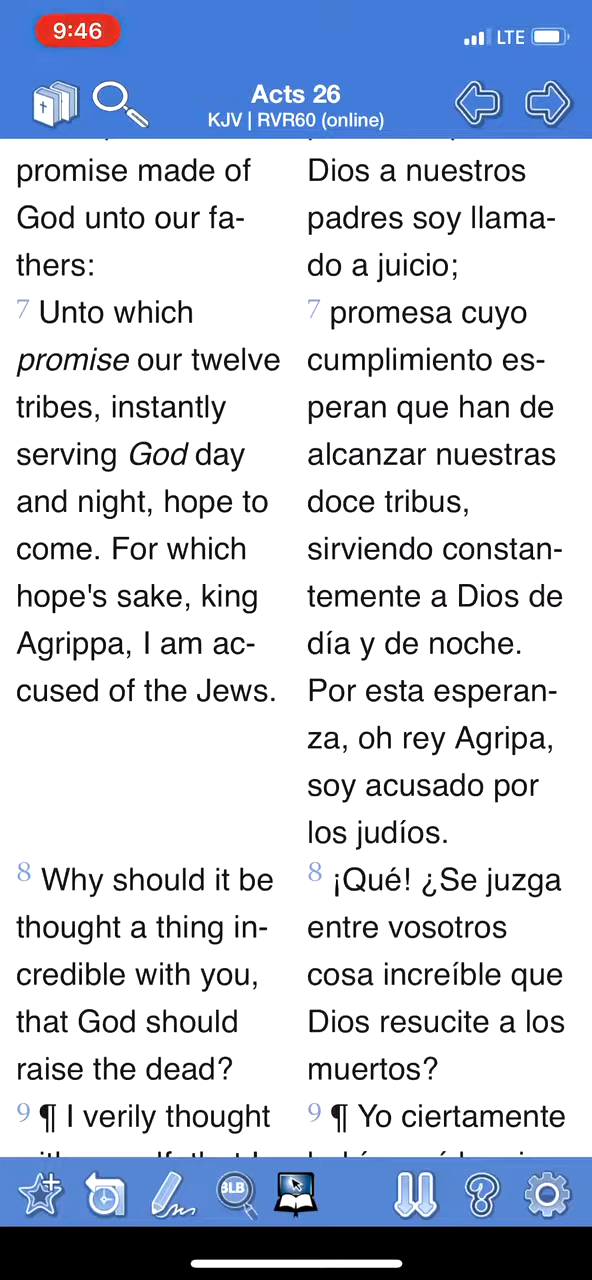 9:46
LTE
Acts 26
KJV | RVR60 (online)
promise made of
God unto our fa-
thers:
7 Unto which
promise our twelve
tribes, instantly
serving God day
and night, hope to
come. For which
hope's sake, king
Agrippa, I am ac-
cused of the Jews.
8 Why should it be
thought a thing in-
credible with you,
that God should
raise the dead?
9 ¶ I verily thought
Dios a nuestros
padres soy llama-
do a juicio;
7 promesa cuyo
cumplimiento es-
peran que han de
alcanzar nuestras
doce tribus,
sirviendo constan-
temente a Dios de
día y de noche.
Por esta esperan-
za, oh rey Agripa,
soy acusado por
los judíos.
8 ¡Qué! ¿Se juzga
entre vosotros
cosa increíble que
Dios resucite a los
muertos?
9 ¶ Yo ciertamente
BLB